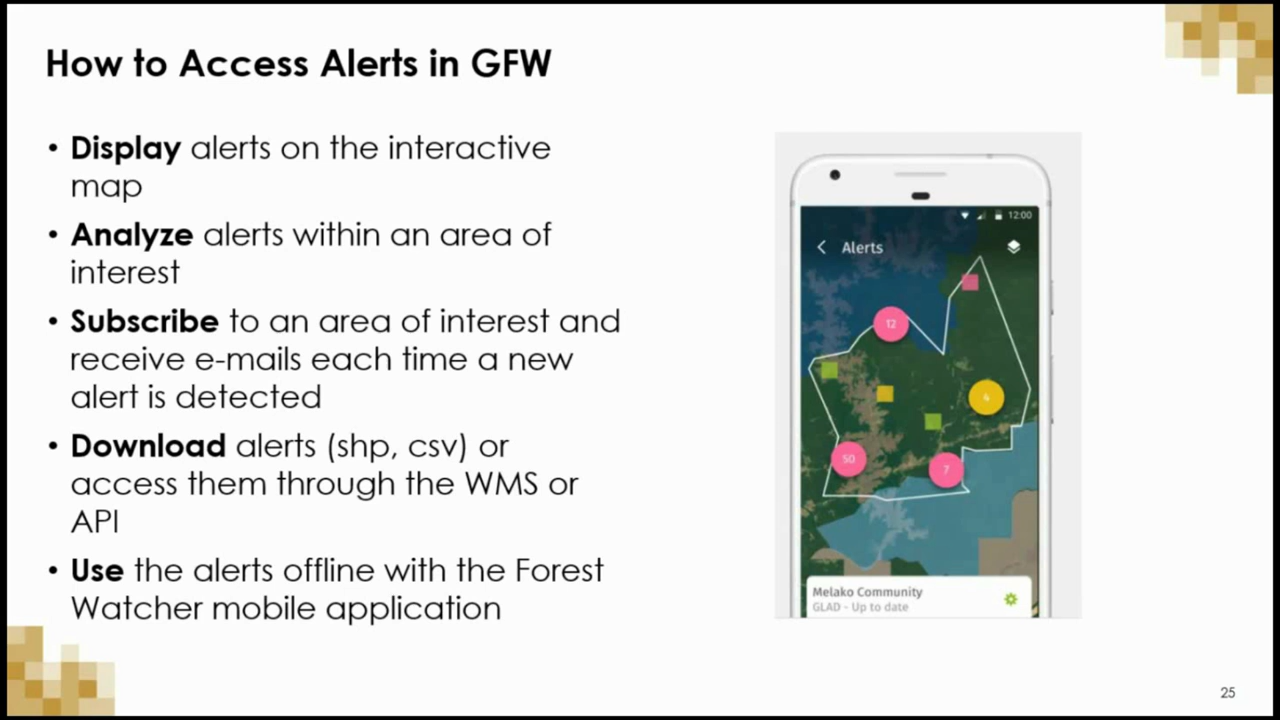 How to Access Alerts in GFW
• Display alerts on the interactive
map
• Analyze alerts within an area of
interest
• Subscribe to an area of interest and
receive e-mails each time a new
alert is detected
• Download alerts (shp, csv) or
access them through the WMS or
API
• Use the alerts offline with the Forest
Watcher mobile application
12:00
Alerts
12
50
7
Melako Community
GLAD - Up to date
25